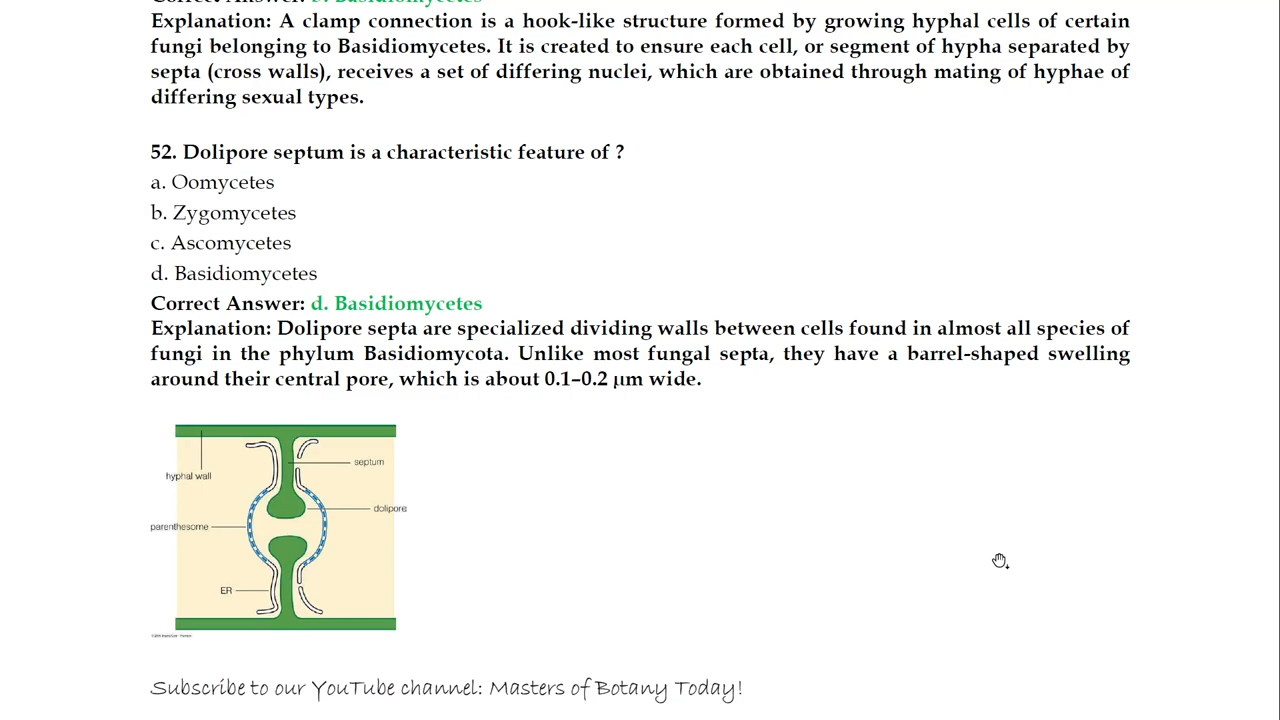 Correct Answer: b. Basidiomycetes
Explanation: A clamp connection is a hook-like structure formed by growing hyphal cells of certain
fungi belonging to Basidiomycetes. It is created to ensure each cell, or segment of hypha separated by
septa (cross walls), receives a set of differing nuclei, which are obtained through mating of hyphae of
differing sexual types.
52. Dolipore septum is a characteristic feature of ?
a. Oomycetes
b. Zygomycetes
c. Ascomycetes
d. Basidiomycetes
Correct Answer: d. Basidiomycetes
Explanation: Dolipore septa are specialized dividing walls between cells found in almost all species of
fungi in the phylum Basidiomycota. Unlike most fungal septa, they have a barrel-shaped swelling
around their central pore, which is about 0.1–0.2 μm wide.
septum
hyphal wall
dolipore
parenthesome
ER
Subscribe to our YouTube channel: Masters of Botany Today!